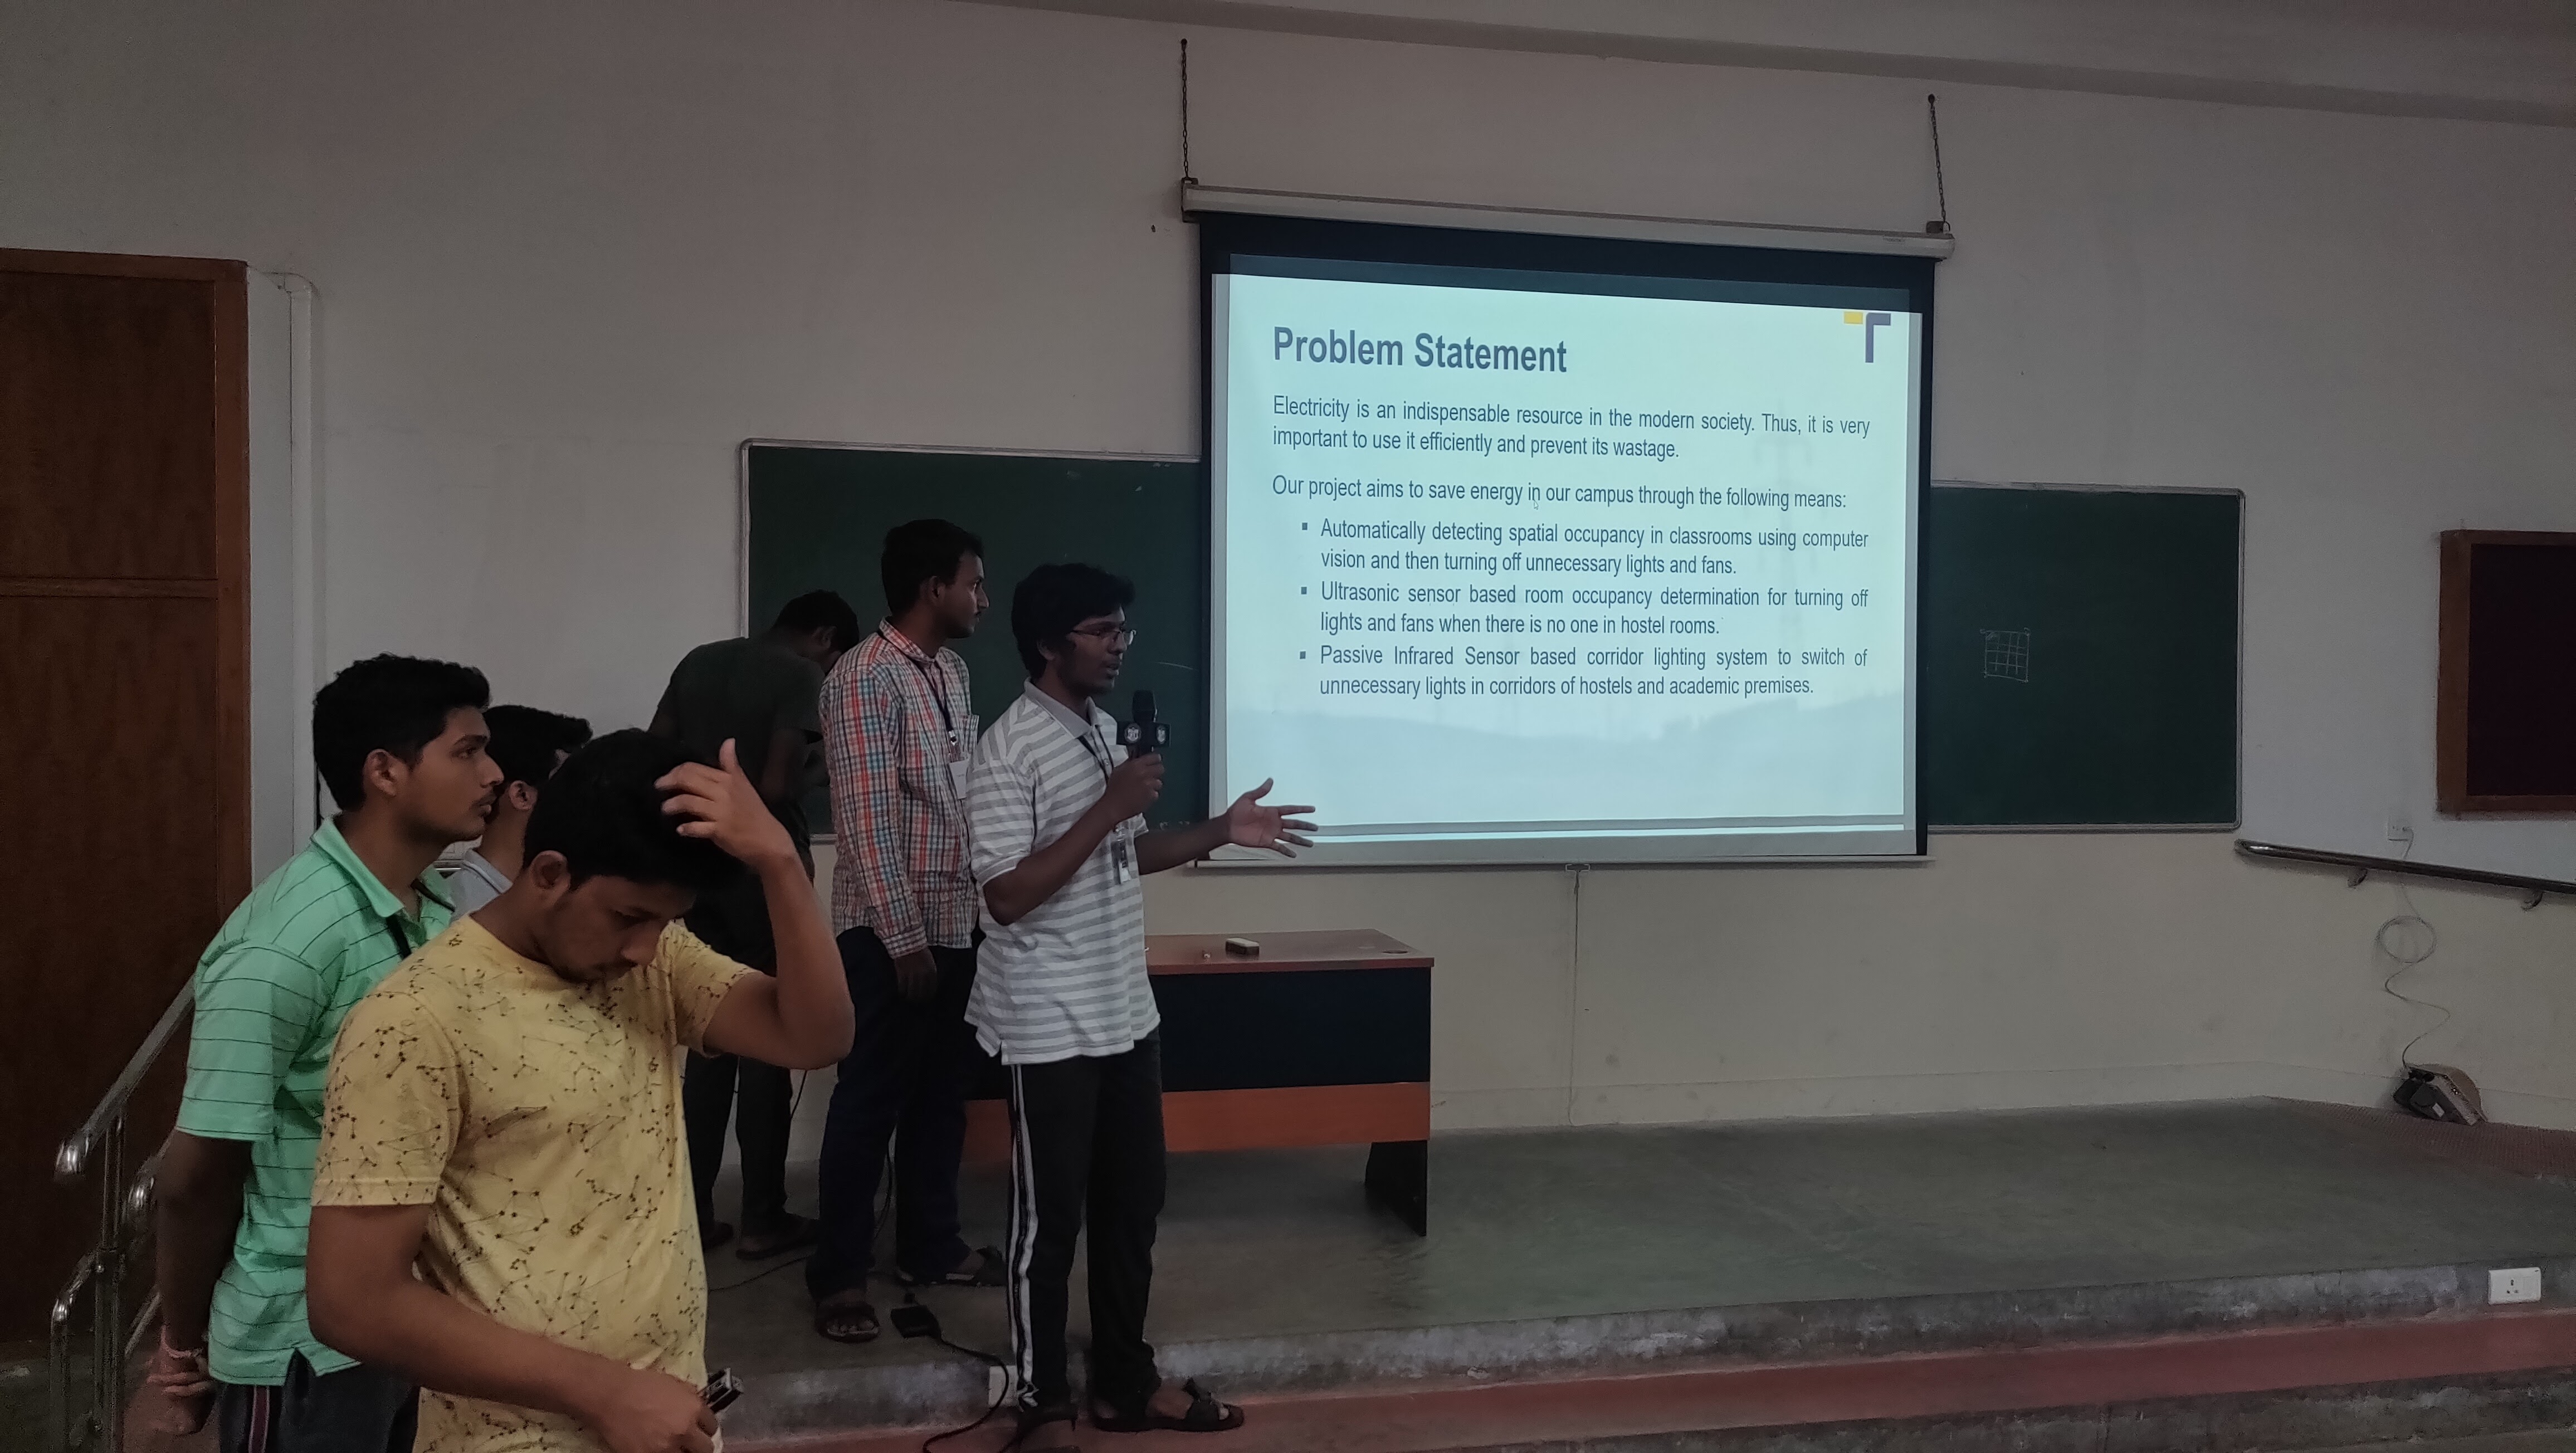 Problem Statement
Electricity is an indispensable resource in the modern society. Thus, it is very
important to use it efficiently and prevent its wastage.
Our project aims to save energy in our campus through the following means:
▪ Automatically detecting spatial occupancy in classrooms using computer
vision and then turning off unnecessary lights and fans.
▪ Ultrasonic sensor based room occupancy determination for turning off
lights and fans when there is no one in hostel rooms.
▪ Passive Infrared Sensor based corridor lighting system to switch of
unnecessary lights in corridors of hostels and academic premises.